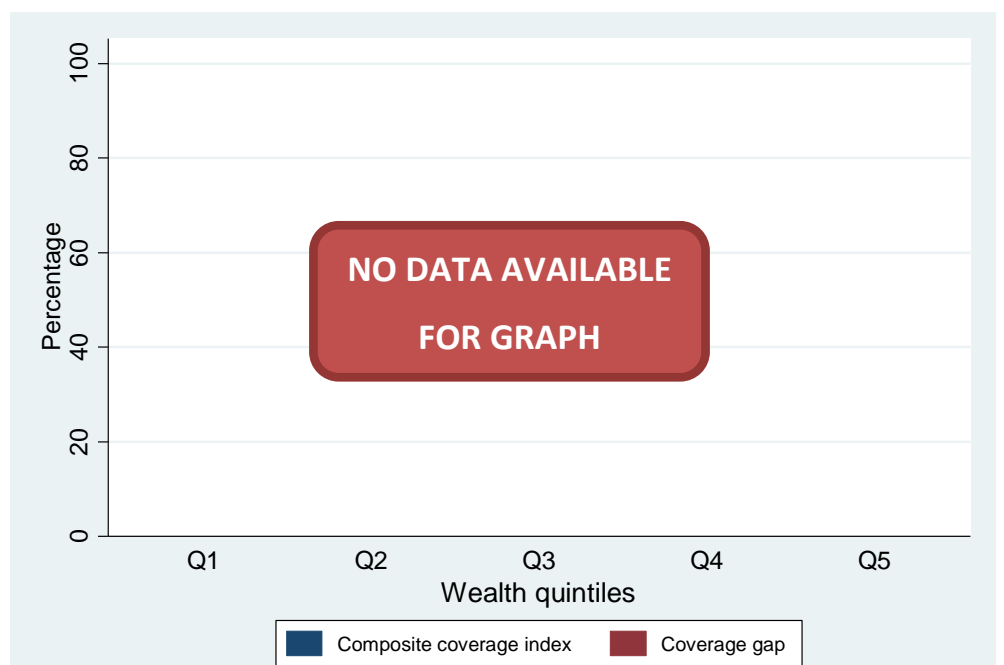 100
80
60
40
20
0
Percentage
NO DATA AVAILABLE
FOR GRAPH
Q1 Q2 Q3 Q4 Q5
Wealth quintiles
Composite coverage index Coverage gap